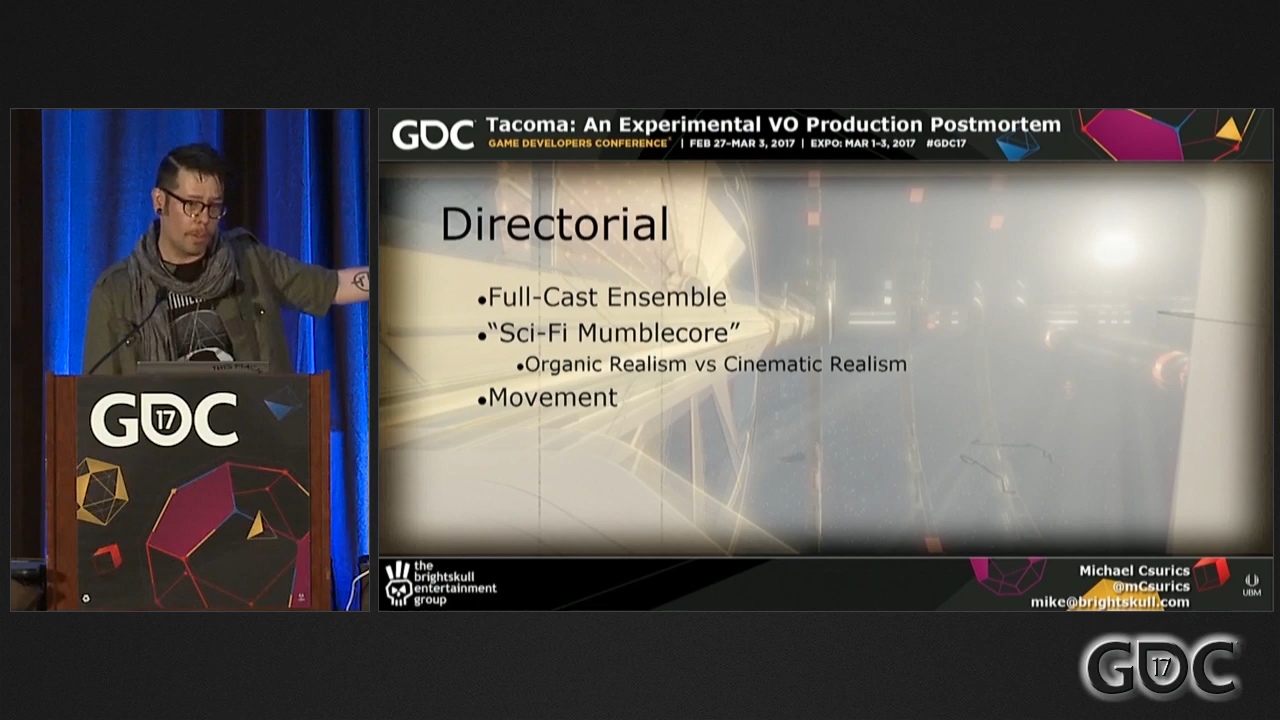 GDC
Tacoma: An Experimental VO Production Postmortem
GAME DEVELOPERS CONFERENCE® | FEB 27–MAR 3, 2017 | EXPO: MAR 1–3, 2017 #GDC17
Directorial
•Full-Cast Ensemble
•“Sci-Fi Mumblecore”
•Organic Realism vs Cinematic Realism
•Movement
GDC
17
the
brightskull
entertainment
group
Michael Csurics
@mCsurics
mike@brightskull.com
UBM
GDC
17